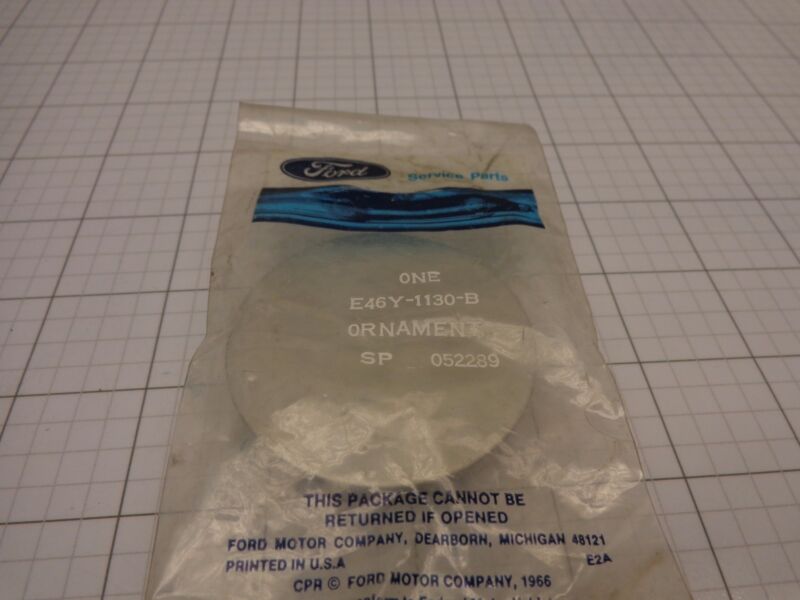 Ford Service Parts
ONE
E46Y-1130-B
ORNAMENT
SP 052289
THIS PACKAGE CANNOT BE
RETURNED IF OPENED
FORD MOTOR COMPANY, DEARBORN, MICHIGAN 48121
PRINTED IN U.S.A E2A
CPR © FORD MOTOR COMPANY, 1966